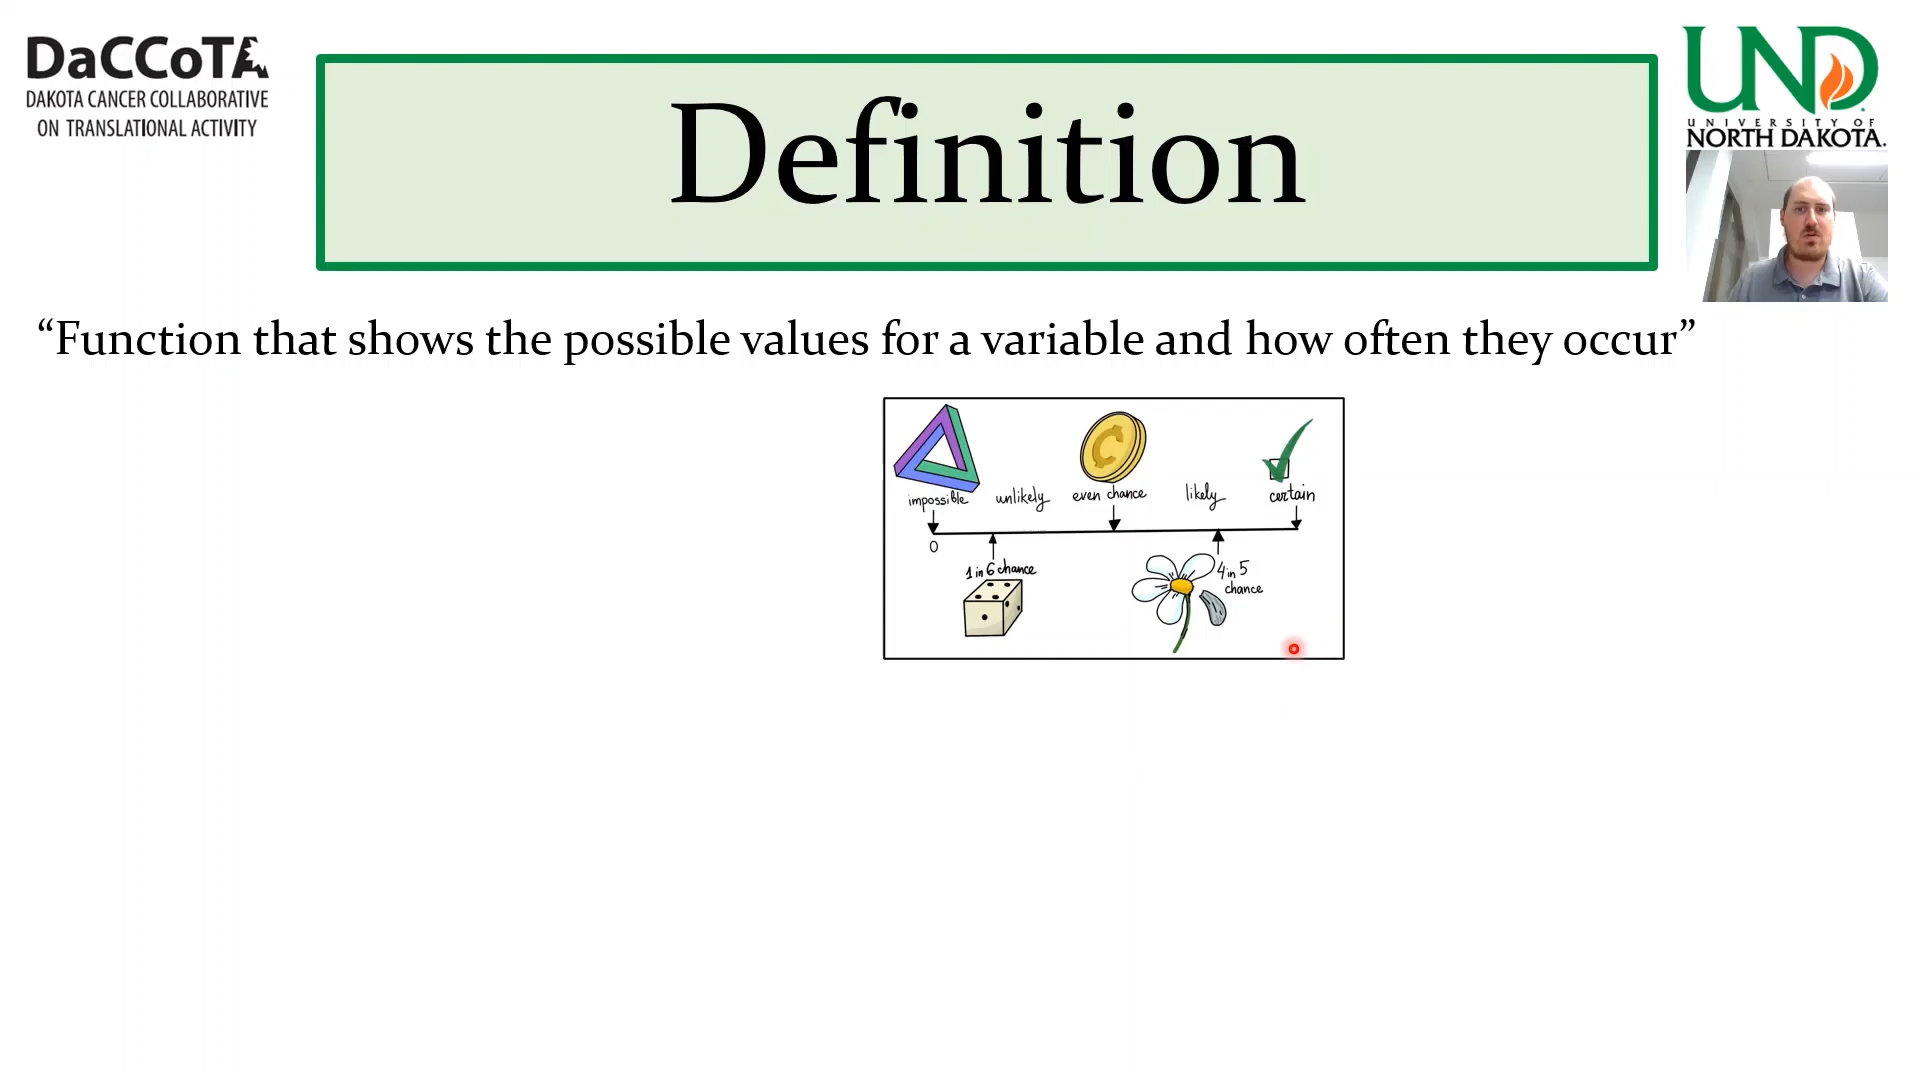 DaCCoTA
DAKOTA CANCER COLLABORATIVE
ON TRANSLATIONAL ACTIVITY
Definition
UND
UNIVERSITY OF
NORTH DAKOTA.
“Function that shows the possible values for a variable and how often they occur”
impossible unlikely even chance likely certain
0
1 in 6 chance
4 in 5
chance